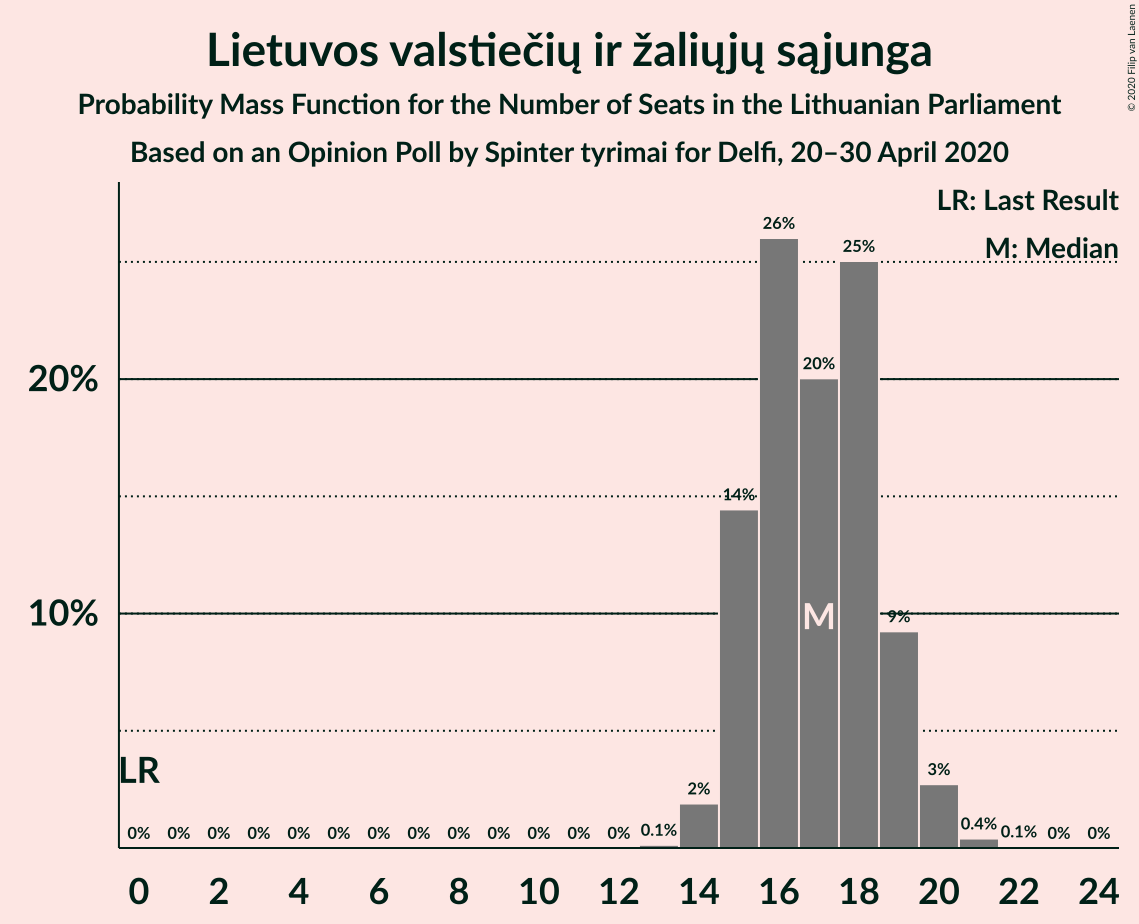 Lietuvos valstiečių ir žaliųjų sąjunga
Probability Mass Function for the Number of Seats in the Lithuanian Parliament
Based on an Opinion Poll by Spinter tyrimai for Delfi, 20–30 April 2020
© 2020 Filip van Laenen
LR: Last Result
M: Median
26%
25%
20%
20%
14%
10%
M
9%
LR
3%
2%
0% 0% 0% 0% 0% 0% 0% 0% 0% 0% 0% 0% 0% 0.1% 0.4% 0.1% 0% 0%
0 2 4 6 8 10 12 14 16 18 20 22 24